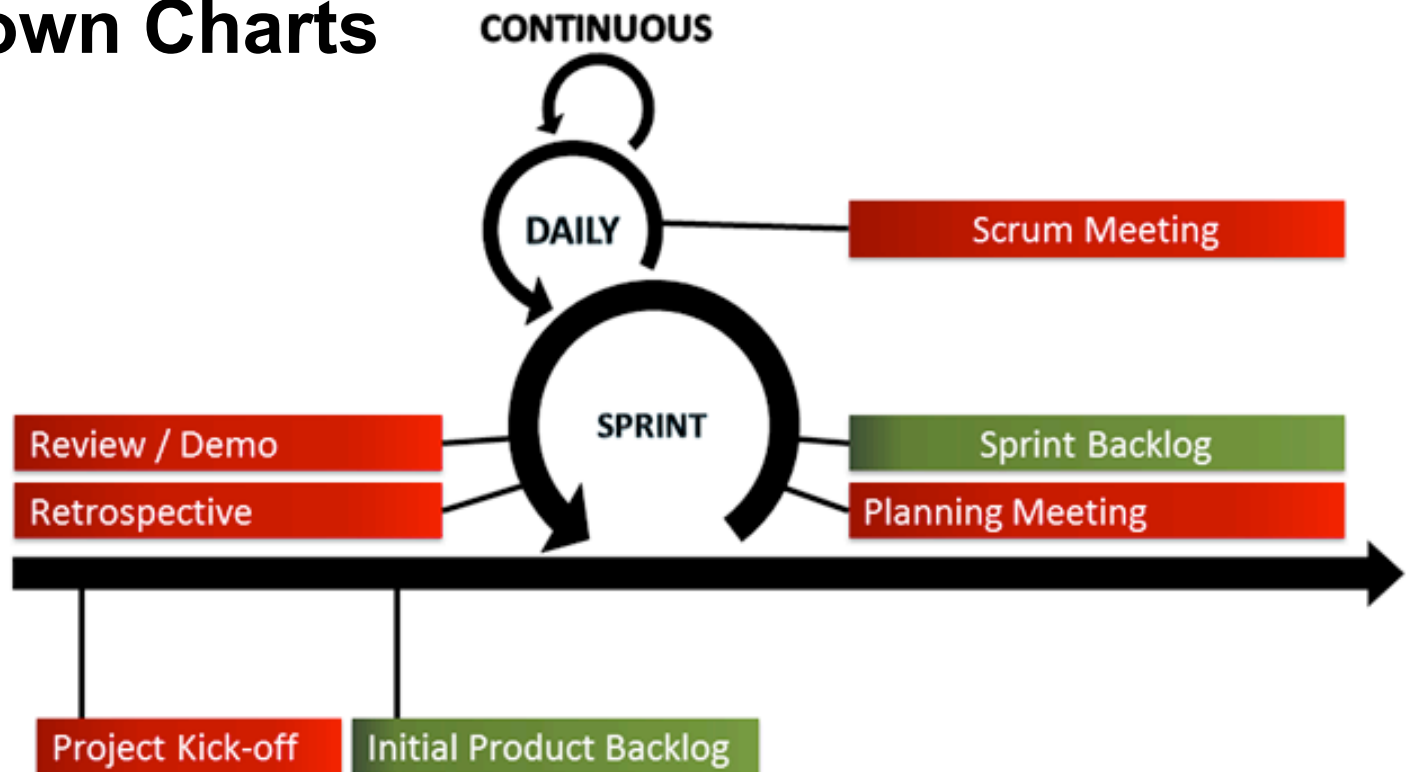 own Charts
CONTINUOUS
DAILY
Scrum Meeting
SPRINT
Review / Demo
Sprint Backlog
Retrospective
Planning Meeting
Project Kick-off
Initial Product Backlog